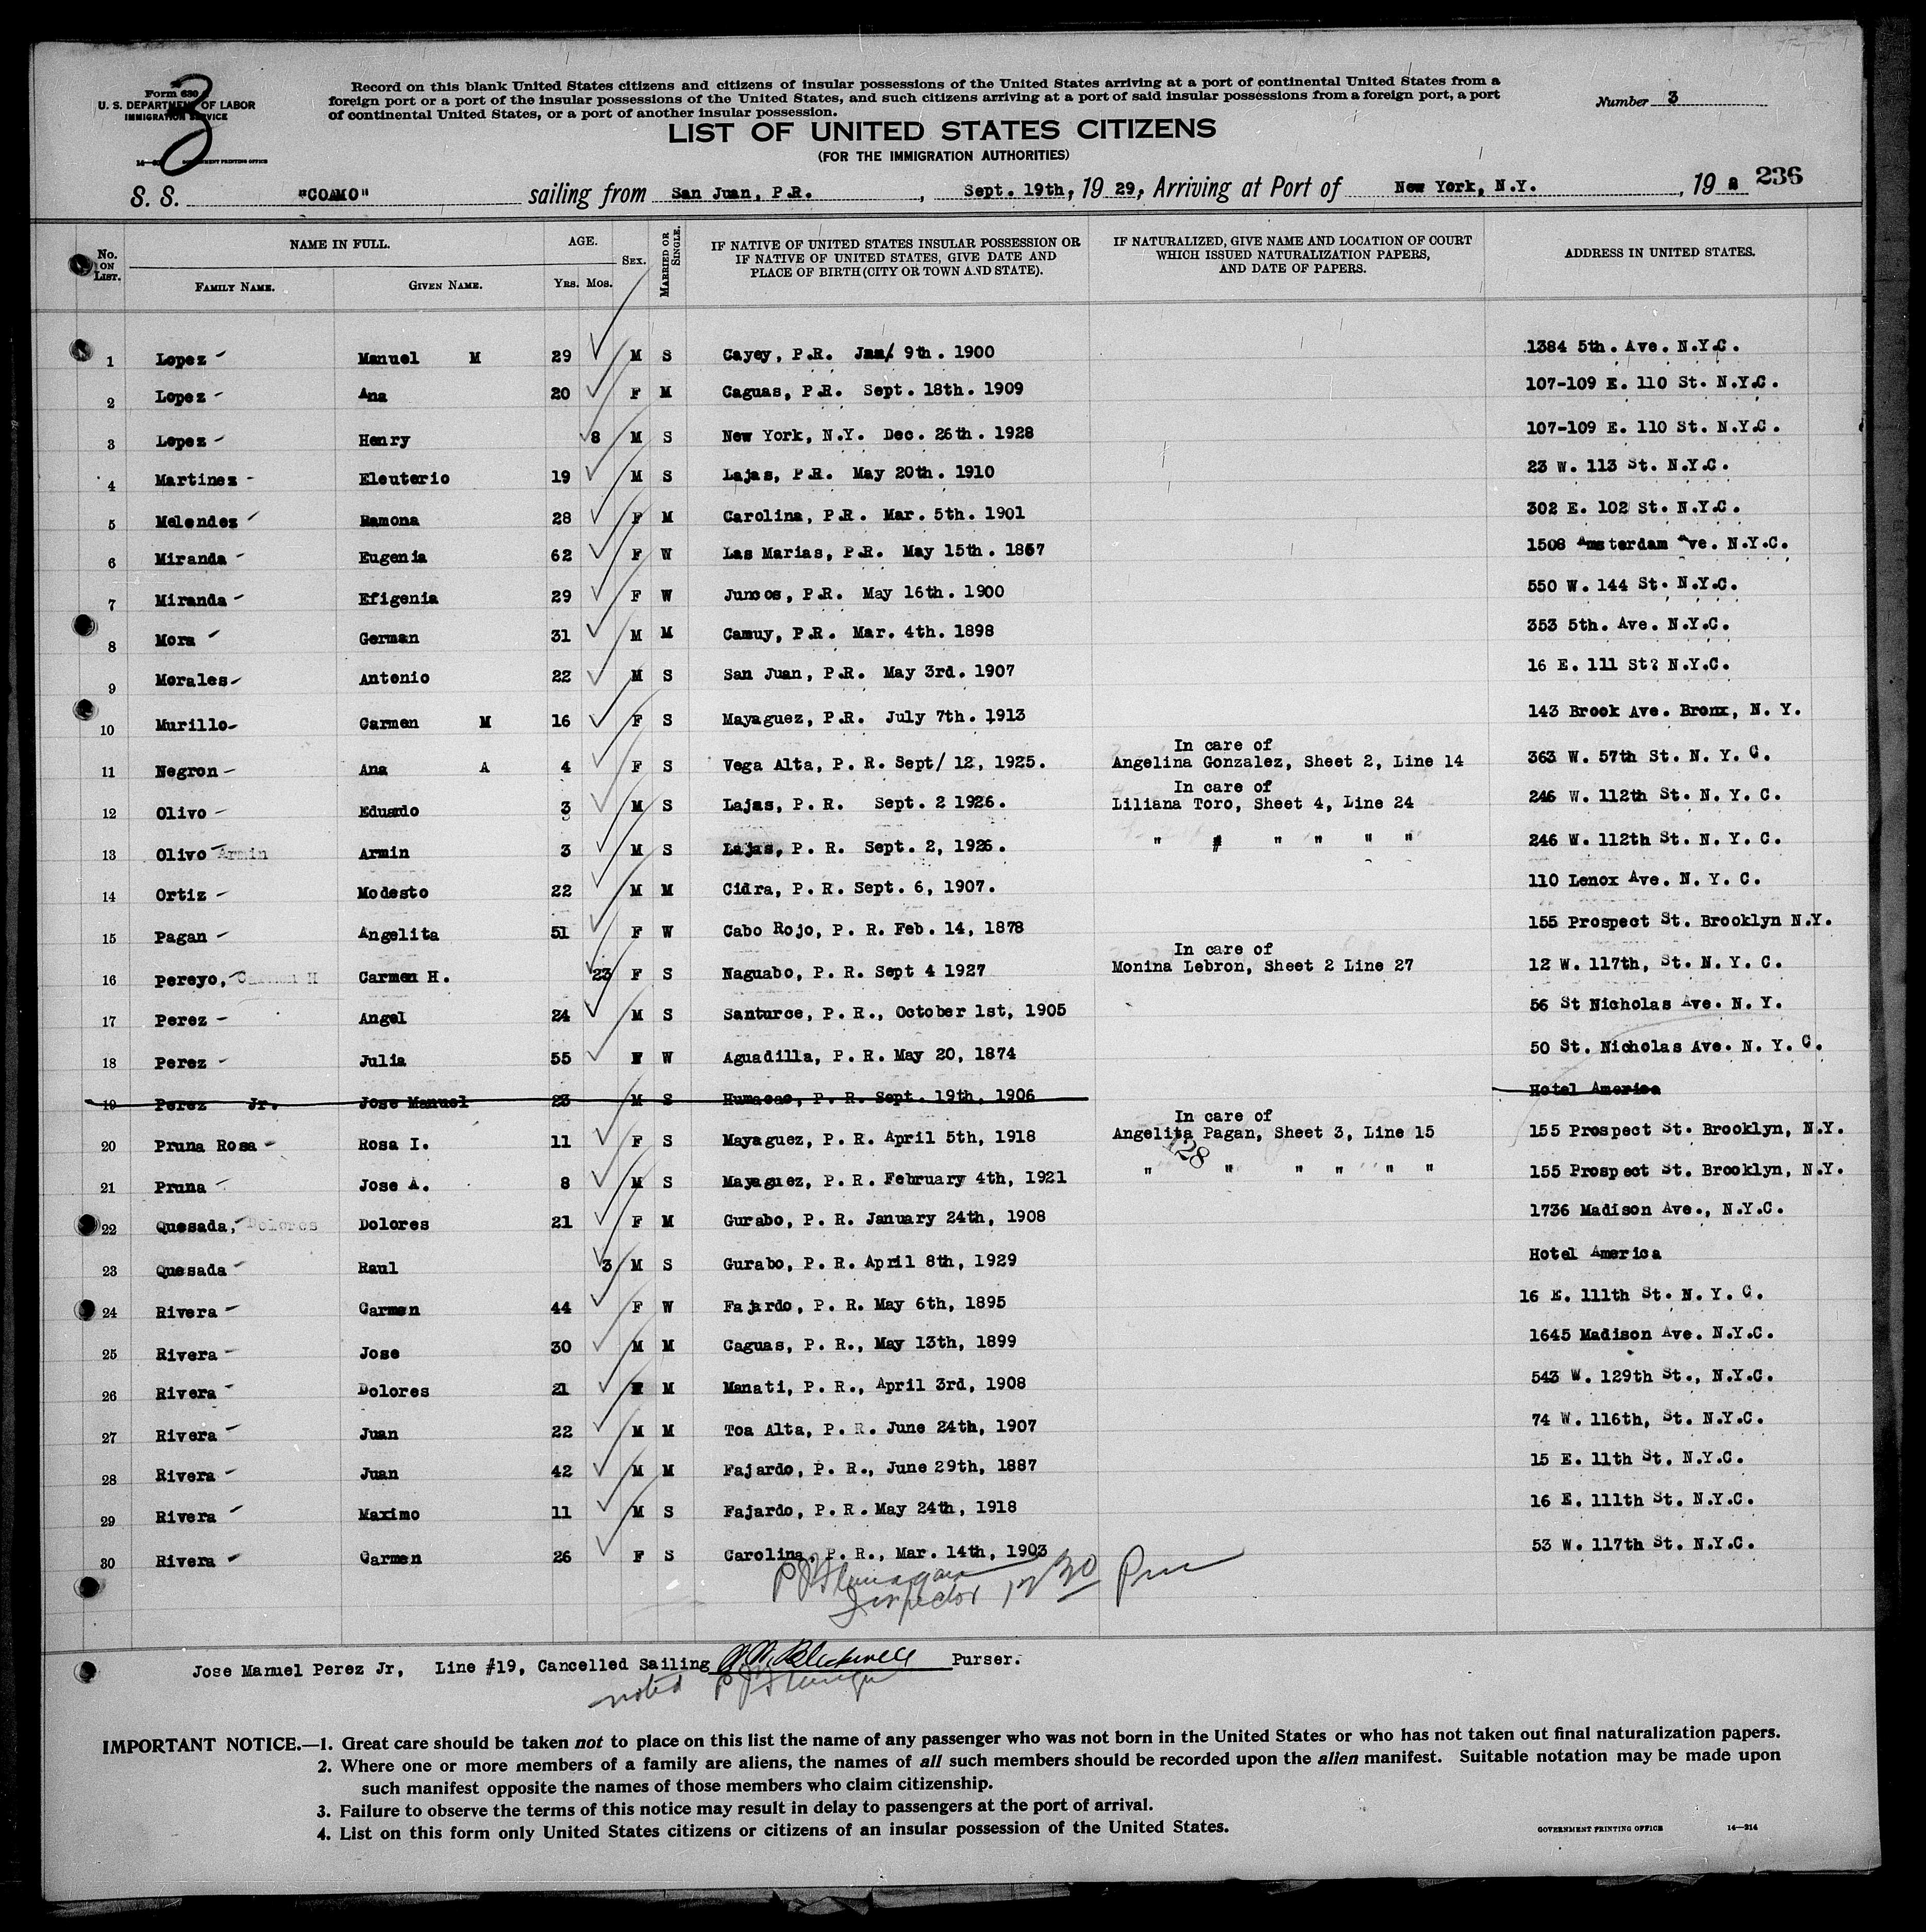 3
Form 630
U. S. DEPARTMENT OF LABOR
IMMIGRATION SERVICE
Record on this blank United States citizens and citizens of insular possessions of the United States arriving at a port of continental United States from a
foreign port or a port of the insular possessions of the United States, and such citizens arriving at a port of said insular possessions from a foreign port, a port
of continental United States, or a port of another insular possession.
Number 3
LIST OF UNITED STATES CITIZENS
(FOR THE IMMIGRATION AUTHORITIES)
S. S. "COAMO" sailing from San Juan, P.R. , Sept. 19th, 19 29, Arriving at Port of New York, N.Y. , 19 2 236
No. ON LIST. NAME IN FULL. FAMILY NAME. GIVEN NAME. AGE. YRS. MOS. SEX. MARRIED OR SINGLE. IF NATIVE OF UNITED STATES INSULAR POSSESSION OR IF NATIVE OF UNITED STATES, GIVE DATE AND PLACE OF BIRTH (CITY OR TOWN AND STATE). IF NATURALIZED, GIVE NAME AND LOCATION OF COURT WHICH ISSUED NATURALIZATION PAPERS, AND DATE OF PAPERS. ADDRESS IN UNITED STATES.
1 Lopez Manuel M 29 M S Cayey, P.R. Jan/ 9th. 1900 1384 5th. Ave. N.Y.C.
2 Lopez Ana 20 F M Caguas, P.R. Sept. 18th. 1909 107-109 E. 110 St. N.Y.C.
3 Lopez Henry 8 M S New York, N.Y. Dec. 26th. 1928 107-109 E. 110 St. N.Y.C.
4 Martinez Eleuterio 19 M S Lajas, P.R. May 20th. 1910 23 W. 113 St. N.Y.C.
5 Melendez Ramona 28 F M Carolina, P.R. Mar. 5th. 1901 302 E. 102 St. N.Y.C.
6 Miranda Eugenia 62 F W Las Marias, P.R. May 15th. 1867 1508 Amsterdam Ave. N.Y.C.
7 Miranda Efigenia 29 F W Juncos, P.R. May 16th. 1900 550 W. 144 St. N.Y.C.
8 Mora German 31 M M Camuy, P.R. Mar. 4th. 1898 353 5th. Ave. N.Y.C.
9 Morales Antonio 22 M S San Juan, P.R. May 3rd. 1907 16 E. 111 St? N.Y.C.
10 Murillo Carmen M 16 F S Mayaguez, P.R. July 7th. 1913 143 Brook Ave. Bronx, N. Y.
In care of
11 Negron Ana A 4 F S Vega Alta, P. R. Sept/ 12, 1925. Angelina Gonzalez, Sheet 2, Line 14 363 W. 57th St. N. Y. C.
In care of
12 Olivo Eduardo 3 M S Lajas, P. R. Sept. 2 1926. Liliana Toro, Sheet 4, Line 24 246 W. 112th St. N. Y. C.
13 Olivo Armin Armin 3 M S Lajas, P. R. Sept. 2, 1926. " # " " " " 246 W. 112th St. N. Y. C.
14 Ortiz Modesto 22 M M Cidra, P. R. Sept. 6, 1907. 110 Lenox Ave. N. Y. C.
15 Pagan Angelita 51 F W Cabo Rojo, P. R. Feb. 14, 1878 155 Prospect St. Brooklyn N.Y.
In care of
16 Pereyo, Carmen H Carmen H. 23 F S Naguabo, P. R. Sept 4 1927 Monina Lebron, Sheet 2 Line 27 12 W. 117th, St. N. Y. C.
17 Perez Angel 24 M S Santurce, P. R., October 1st, 1905 56 St Nicholas Ave. N. Y.
18 Perez Julia 55 F W Aguadilla, P. R. May 20, 1874 50 St. Nicholas Ave. N. Y. C.
19 Perez Jr. Jose Manuel 23 M S Humacao, P. R. Sept. 19th, 1906 Hotel America
In care of
20 Pruna Rosa Rosa I. 11 F S Mayaguez, P. R. April 5th, 1918 Angelita Pagan, Sheet 3, Line 15 155 Prospect St. Brooklyn, N.Y.
128
21 Pruna Jose A. 8 M S Mayaguez, P. R. February 4th, 1921 " " " " " " 155 Prospect St. Brooklyn, N.Y.
22 Quesada, Dolores Dolores 21 F M Gurabo, P. R. January 24th, 1908 1736 Madison Ave., N.Y.C.
23 Quesada Raul 3 M S Gurabo, P. R. April 8th, 1929 Hotel America
24 Rivera Carmen 44 F W Fajardo, P. R. May 6th, 1895 16 E. 111th St. N. Y. C.
25 Rivera Jose 30 M M Caguas, P. R., May 13th, 1899 1645 Madison Ave. N.Y.C.
26 Rivera Dolores 21 F M Manati, P. R., April 3rd, 1908 543 W. 129th St., N.Y.C.
27 Rivera Juan 22 M M Toa Alta, P. R. June 24th, 1907 74 W. 116th, St. N.Y.C.
28 Rivera Juan 42 M M Fajardo, P. R., June 29th, 1887 15 E. 11th St. N.Y.C.
29 Rivera Maximo 11 M S Fajardo, P. R. May 24th, 1918 16 E. 111th St. N.Y.C.
30 Rivera Carmen 26 F S Carolina, P. R., Mar. 14th, 1903 53 W. 117th St. N.Y.C.
P J Flanagan
Inspector 12 30 Pm
Jose Manuel Perez Jr, Line #19, Cancelled Sailing Purser.
noted P J Flanagan
IMPORTANT NOTICE.—1. Great care should be taken not to place on this list the name of any passenger who was not born in the United States or who has not taken out final naturalization papers.
2. Where one or more members of a family are aliens, the names of all such members should be recorded upon the alien manifest. Suitable notation may be made upon
such manifest opposite the names of those members who claim citizenship.
3. Failure to observe the terms of this notice may result in delay to passengers at the port of arrival.
4. List on this form only United States citizens or citizens of an insular possession of the United States.
GOVERNMENT PRINTING OFFICE 14—214